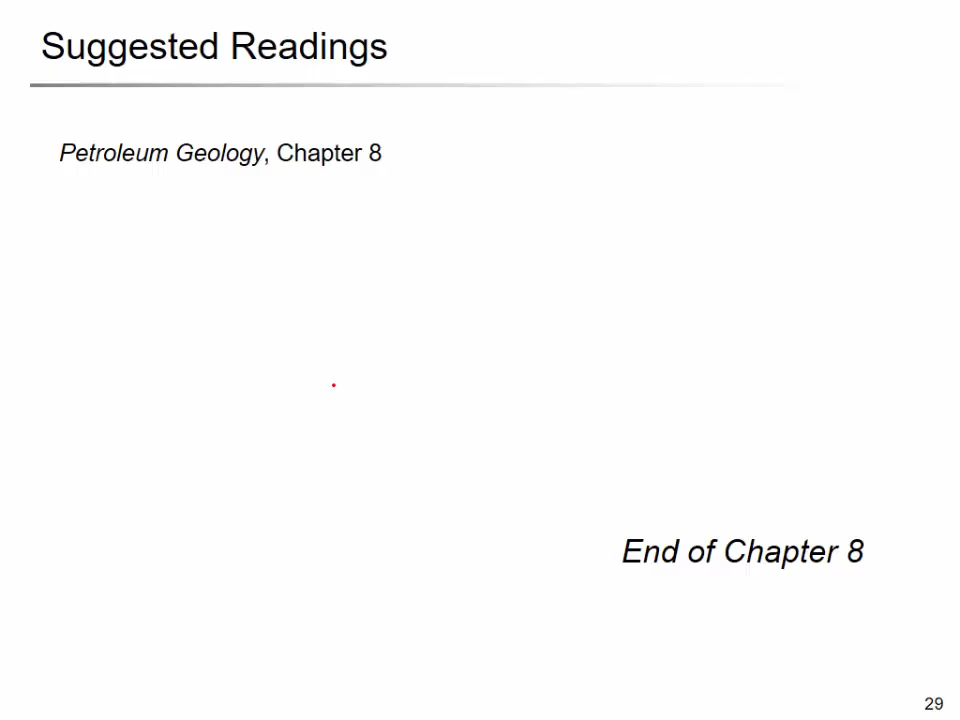 Suggested Readings
Petroleum Geology, Chapter 8
End of Chapter 8
29